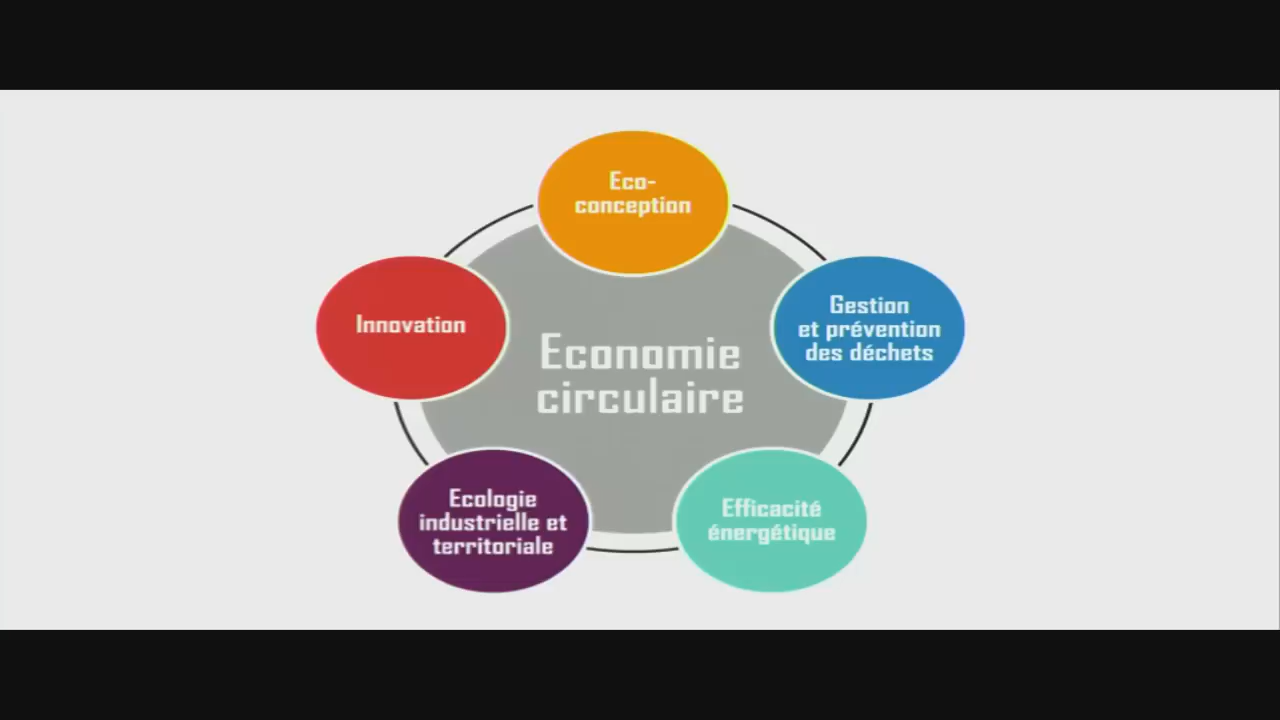 Eco-
conception
Innovation
Gestion
et prévention
des déchets
Economie
circulaire
Ecologie
industrielle et
territoriale
Efficacité
énergétique